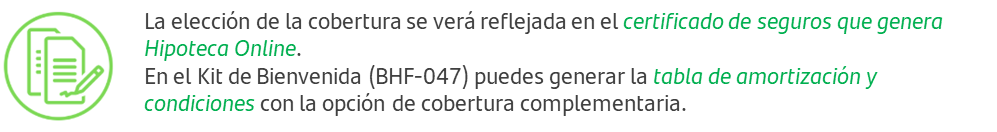 La elección de la cobertura se verá reflejada en el certificado de seguros que genera
Hipoteca Online.
En el Kit de Bienvenida (BHF-047) puedes generar la tabla de amortización y
condiciones con la opción de cobertura complementaria.